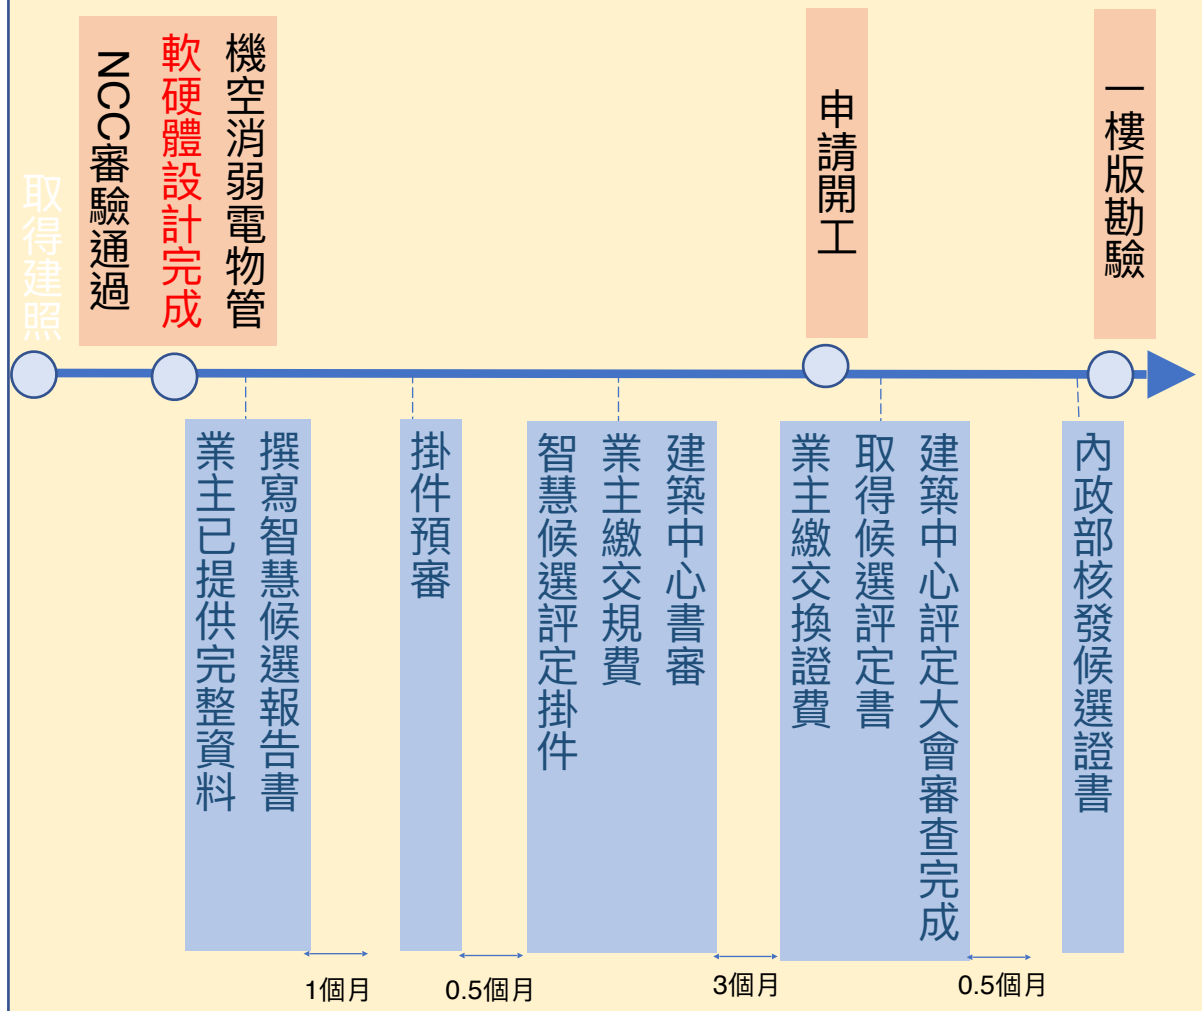 取得建照
機空消弱電物管
軟硬體設計完成
NCC審驗通過
申請開工
一樓版勘驗
撰寫智慧候選報告書
業主已提供完整資料
掛件預審
建築中心書審
業主繳交規費
智慧候選評定掛件
建築中心評定大會審查完成
取得候選評定書
業主繳交換證費
內政部核發候選證書
1個月
0.5個月
3個月
0.5個月